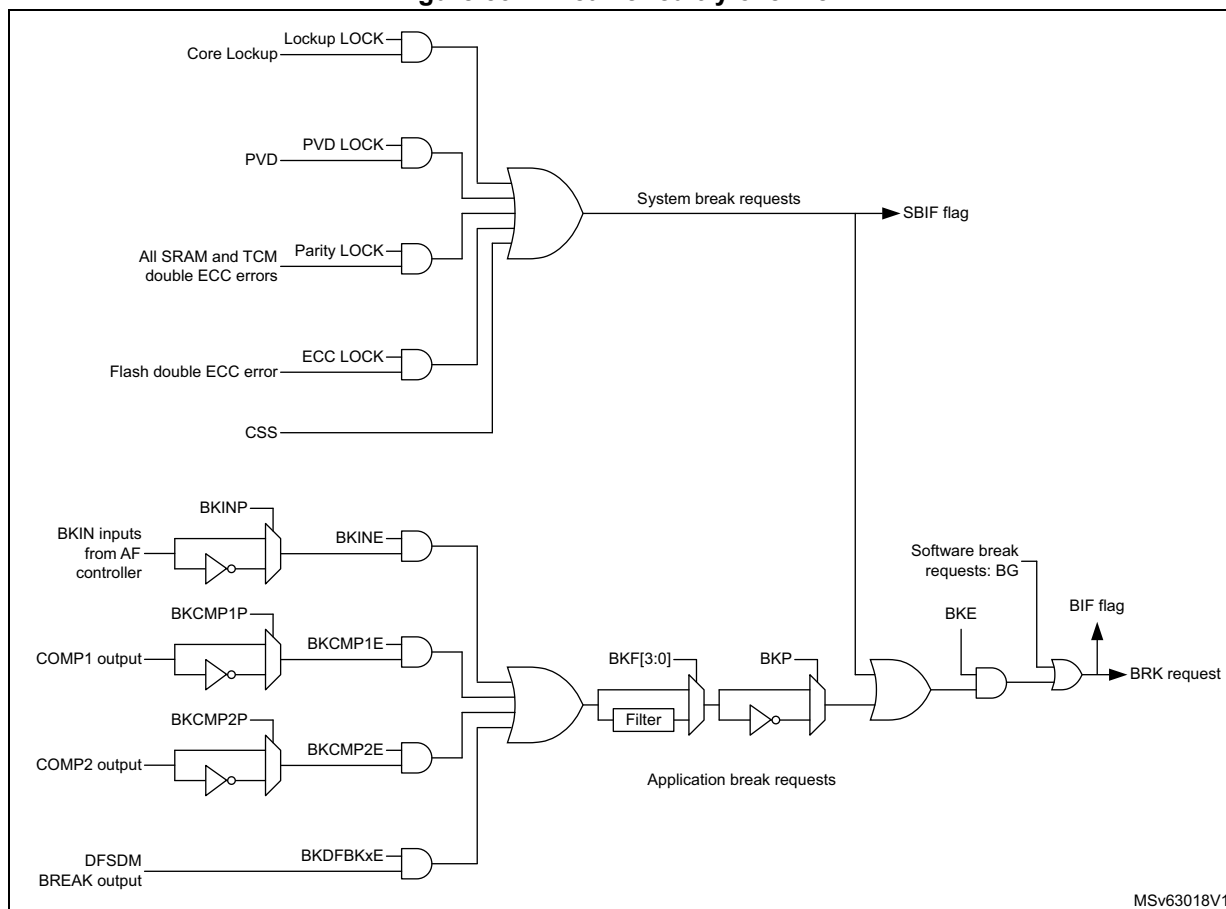 Lockup LOCK
Core Lockup
PVD LOCK
PVD
Parity LOCK
All SRAM and TCM
double ECC errors
ECC LOCK
Flash double ECC error
CSS
System break requests
SBIF flag
BKINP
BKIN inputs
from AF
controller
BKINE
BKCMP1P
BKCMP1E
COMP1 output
BKCMP2P
BKCMP2E
COMP2 output
BKDFBKxE
DFSDM
BREAK output
BKF[3:0]
Filter
BKP
Application break requests
Software break
requests: BG
BKE
BIF flag
BRK request
MSv63018V1